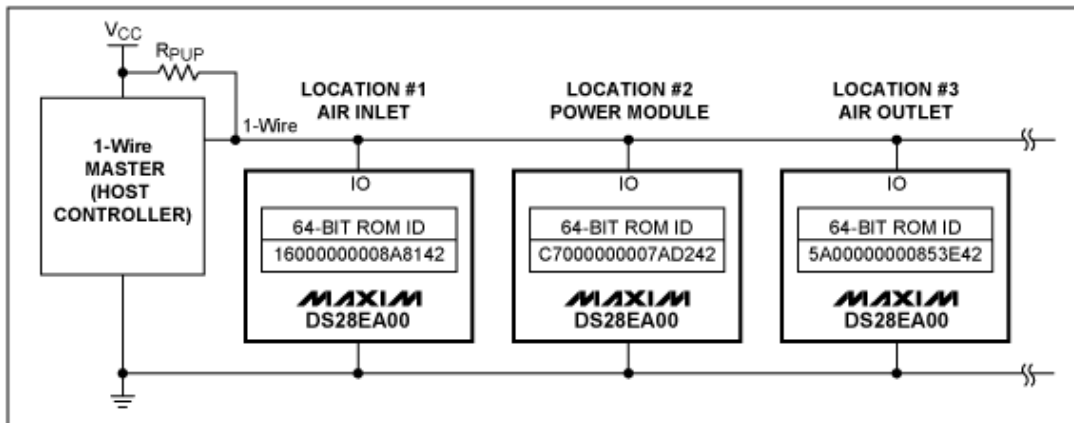 VCC
RPUP
1-Wire
1-Wire
MASTER
(HOST
CONTROLLER)
LOCATION #1
AIR INLET
IO
64-BIT ROM ID
16000000008A8142
MAXIM
DS28EA00
LOCATION #2
POWER MODULE
IO
64-BIT ROM ID
C7000000007AD242
MAXIM
DS28EA00
LOCATION #3
AIR OUTLET
IO
64-BIT ROM ID
5A00000000853E42
MAXIM
DS28EA00